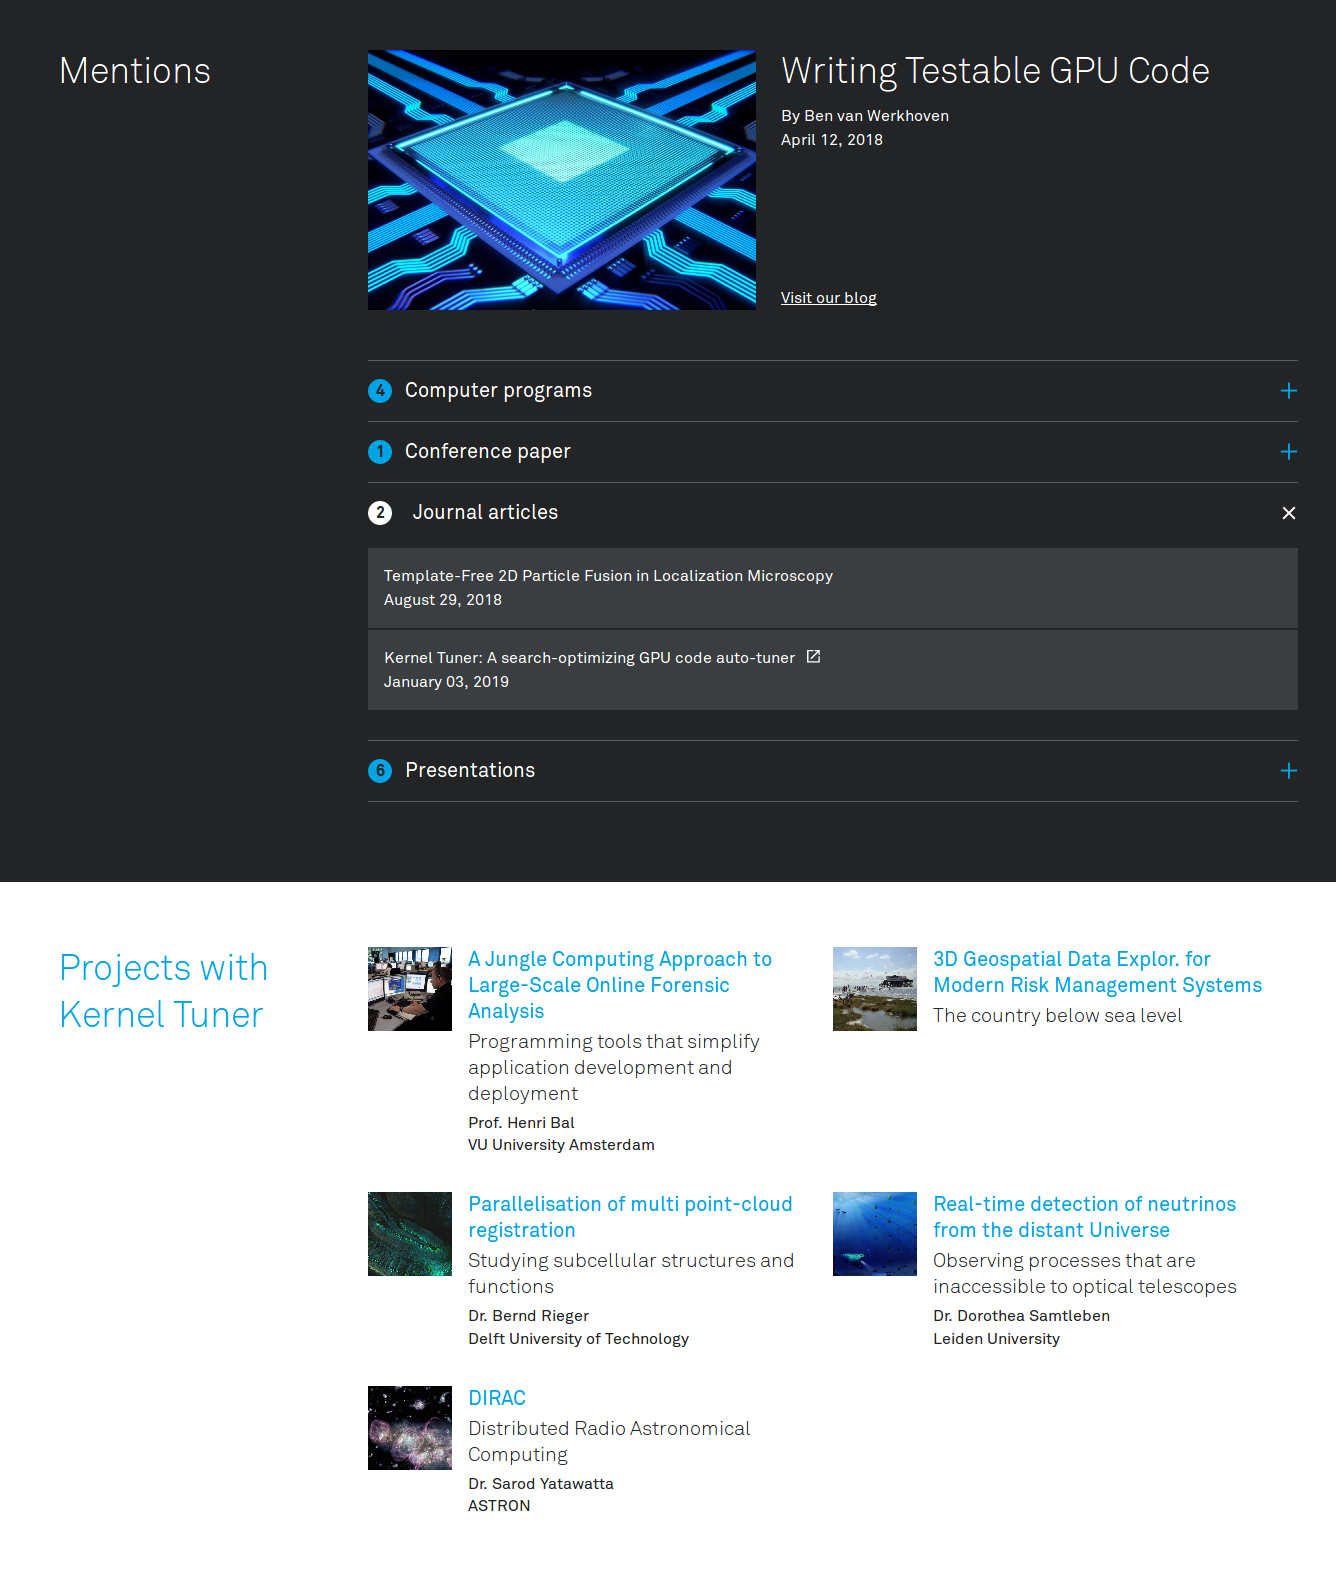 Mentions
Writing Testable GPU Code
By Ben van Werkhoven
April 12, 2018
Visit our blog
4 Computer programs
1 Conference paper
2 Journal articles
Template-Free 2D Particle Fusion in Localization Microscopy
August 29, 2018
Kernel Tuner: A search-optimizing GPU code auto-tuner
January 03, 2019
6 Presentations
Projects with
Kernel Tuner
A Jungle Computing Approach to
Large-Scale Online Forensic
Analysis
Programming tools that simplify
application development and
deployment
Prof. Henri Bal
VU University Amsterdam
3D Geospatial Data Explor. for
Modern Risk Management Systems
The country below sea level
Parallelisation of multi point-cloud
registration
Studying subcellular structures and
functions
Dr. Bernd Rieger
Delft University of Technology
Real-time detection of neutrinos
from the distant Universe
Observing processes that are
inaccessible to optical telescopes
Dr. Dorothea Samtleben
Leiden University
DIRAC
Distributed Radio Astronomical
Computing
Dr. Sarod Yatawatta
ASTRON